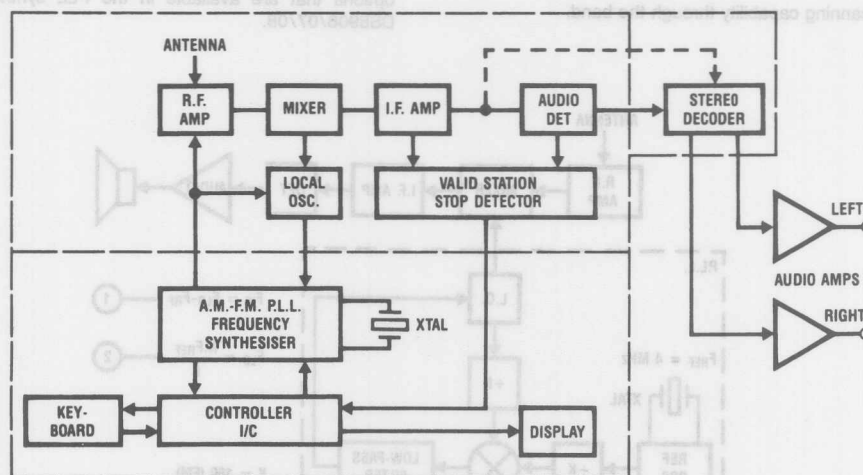 ANTENNA
R.F.
AMP
MIXER
I.F. AMP
AUDIO
DET
STEREO
DECODER
LOCAL
OSC.
VALID STATION
STOP DETECTOR
LEFT
AUDIO AMPS
RIGHT
A.M.-F.M. P.L.L.
FREQUENCY
SYNTHESISER
XTAL
KEY-
BOARD
CONTROLLER
I/C
DISPLAY